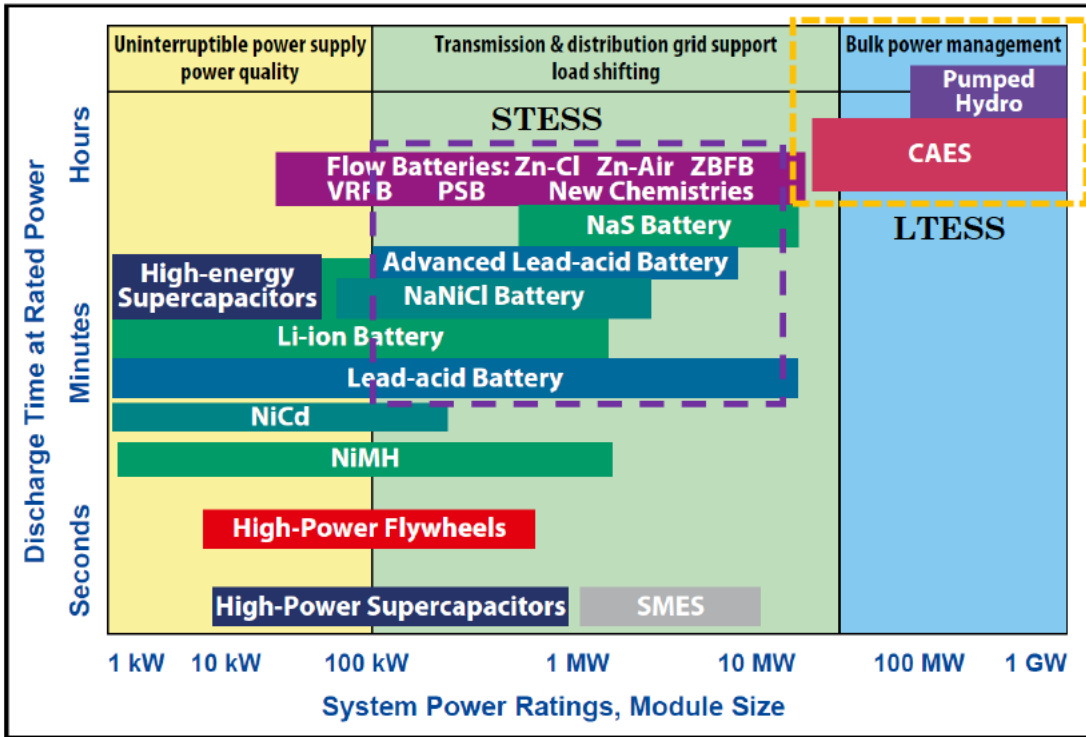 Uninterruptible power supply
power quality
Transmission & distribution grid support
load shifting
Bulk power management
Pumped
Hydro
STESS
CAES
Flow Batteries: Zn-Cl Zn-Air ZBFB
VRFB PSB New Chemistries
NaS Battery
LTESS
Advanced Lead-acid Battery
High-energy
Supercapacitors
NaNiCl Battery
Li-ion Battery
Lead-acid Battery
NiCd
NiMH
High-Power Flywheels
High-Power Supercapacitors
SMES
Discharge Time at Rated Power
Hours
Minutes
Seconds
1 kW 10 kW 100 kW 1 MW 10 MW 100 MW 1 GW
System Power Ratings, Module Size